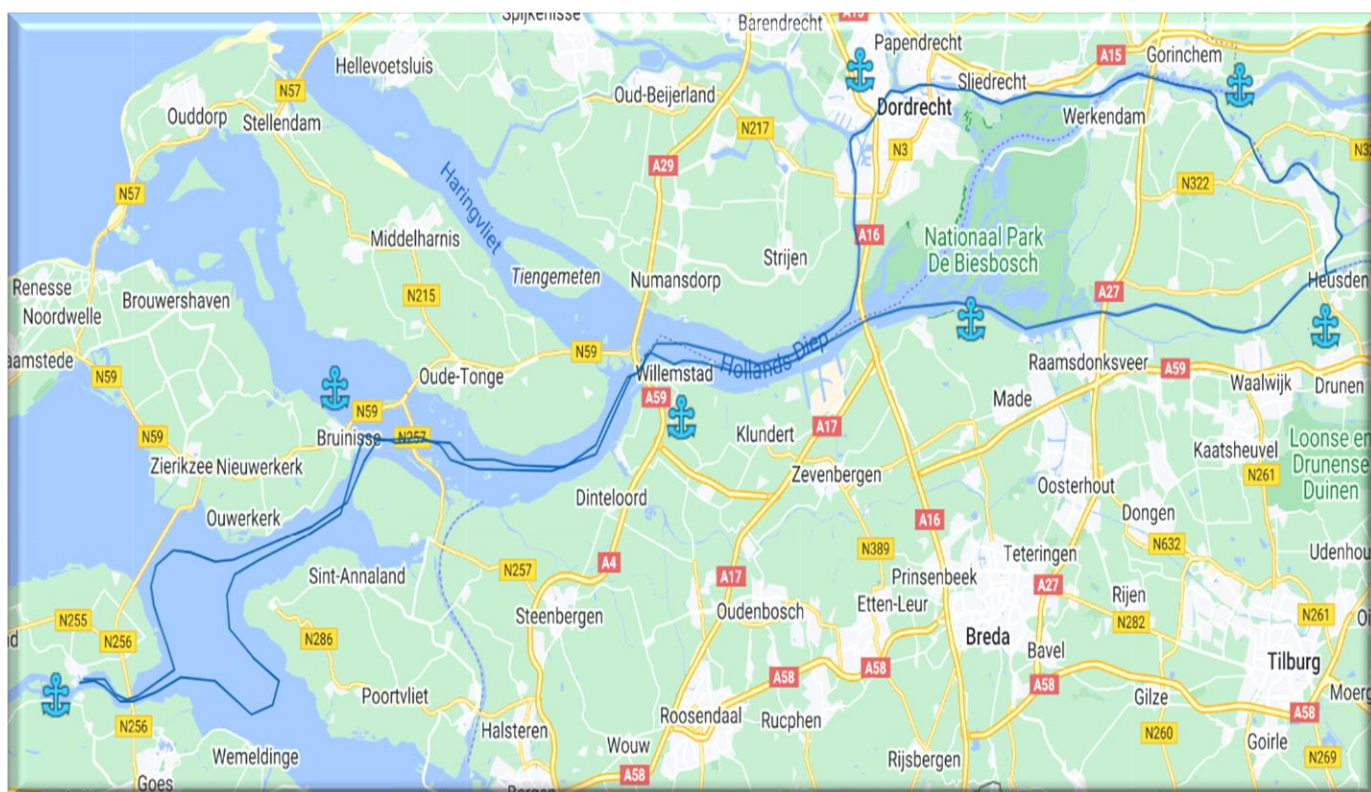 Spijkenisse
Barendrecht
A15
Papendrecht
A15
Gorinchem
Hellevoetsluis
N57
Sliedrecht
Oud-Beijerland
Dordrecht
Werkendam
Ouddorp
Stellendam
N217
N3
A29
N57
N322
Haringvliet
Middelharnis
A16
Nationaal Park
De Biesbosch
Strijen
Tiengemeten
Numansdorp
Renesse
Brouwershaven
N215
Heusden
Noordwelle
A27
Hollands Diep
N59
Raamsdonksveer
aamstede
Oude-Tonge
Willemstad
A59
N59
A59
Waalwijk
Drunen
Made
N59
A17
N59
Bruinisse
N257
Klundert
Loonse en
Drunense
Duinen
Kaatsheuvel
Zierikzee
Nieuwerkerk
Zevenbergen
N261
Dinteloord
Oosterhout
Dongen
Ouwerkerk
A16
N632
Teteringen
Udenhou
N389
A4
N257
Sint-Annaland
A17
Prinsenbeek
A27
Rijen
Oudenbosch
Etten-Leur
Steenbergen
N255
N261
N282
Breda
N256
N286
Bavel
Tilburg
A58
A58
A58
Poortvliet
Gilze
Moerg
Roosendaal
Rucphen
A58
N256
Halsteren
N260
Wouw
Goirle
Wemeldinge
Rijsbergen
N269
A58
Goes